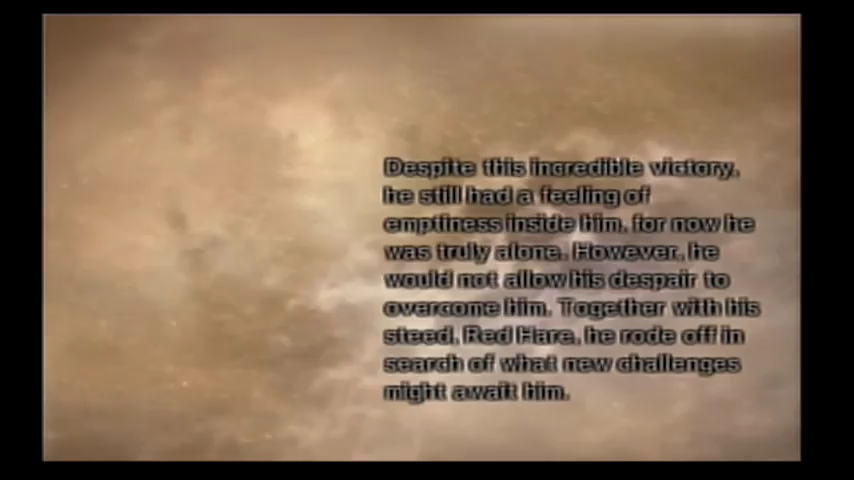 Despite this incredible victory,
he still had a feeling of
emptiness inside him, for now he
was truly alone. However, he
would not allow his despair to
overcome him. Together with his
steed, Red Hare, he rode off in
search of what new challenges
might await him.